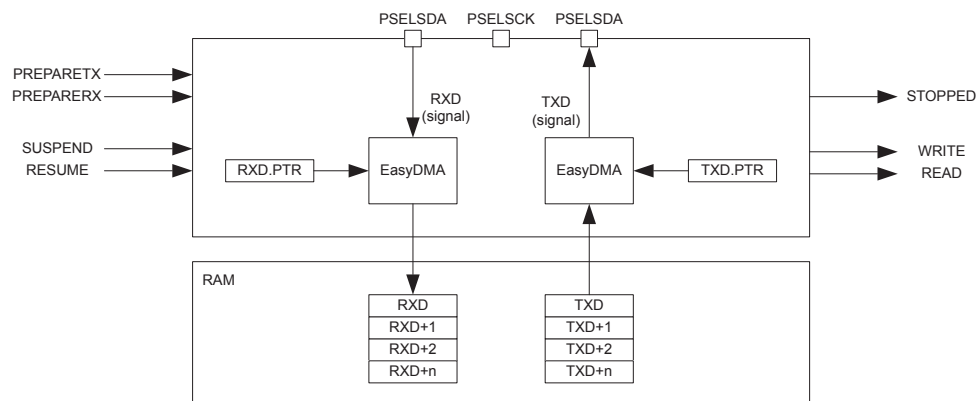 PSELSDA PSELSCK PSELSDA
PREPARETX
PREPARERX
STOPPED
RXD
(signal)
TXD
(signal)
SUSPEND
RESUME
WRITE
READ
RXD.PTR
EasyDMA
EasyDMA
TXD.PTR
RAM
RXD
RXD+1
RXD+2
RXD+n
TXD
TXD+1
TXD+2
TXD+n